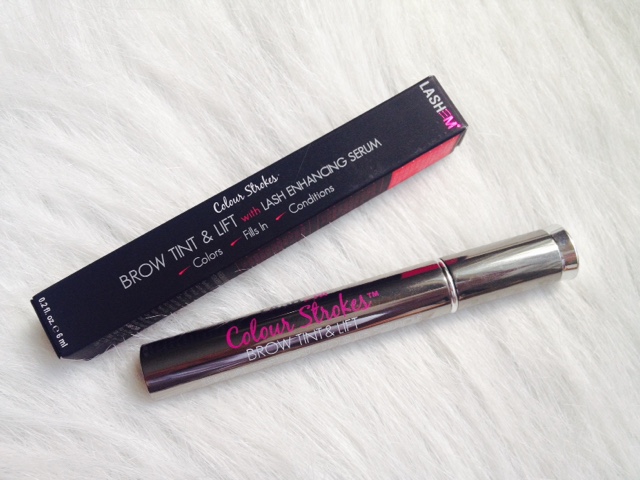 LASHEM
Colour Strokes™
BROW TINT & LIFT with LASH ENHANCING SERUM
Colors Fills In Conditions
0.2 fl. oz. e 6 ml
Colour Strokes™
BROW TINT & LIFT